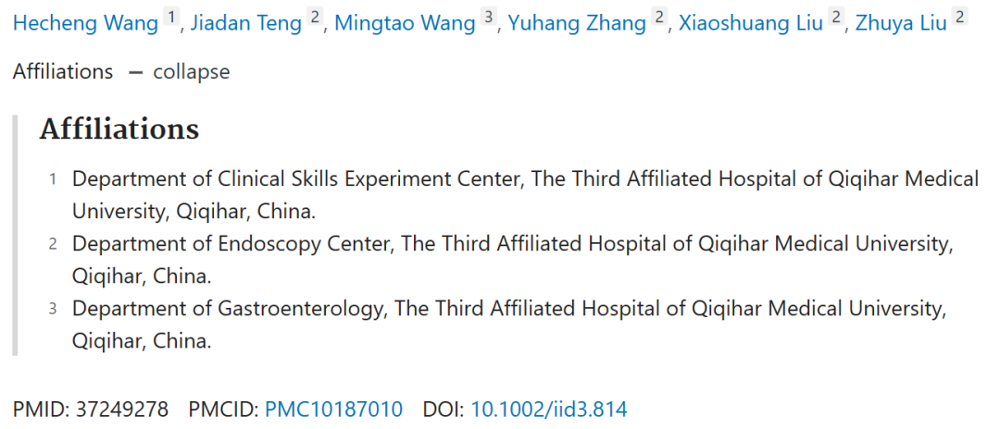 Hecheng Wang 1, Jiadan Teng 2, Mingtao Wang 3, Yuhang Zhang 2, Xiaoshuang Liu 2, Zhuya Liu 2
Affiliations — collapse
Affiliations
1 Department of Clinical Skills Experiment Center, The Third Affiliated Hospital of Qiqihar Medical
University, Qiqihar, China.
2 Department of Endoscopy Center, The Third Affiliated Hospital of Qiqihar Medical University,
Qiqihar, China.
3 Department of Gastroenterology, The Third Affiliated Hospital of Qiqihar Medical University,
Qiqihar, China.
PMID: 37249278 PMCID: PMC10187010 DOI: 10.1002/iid3.814